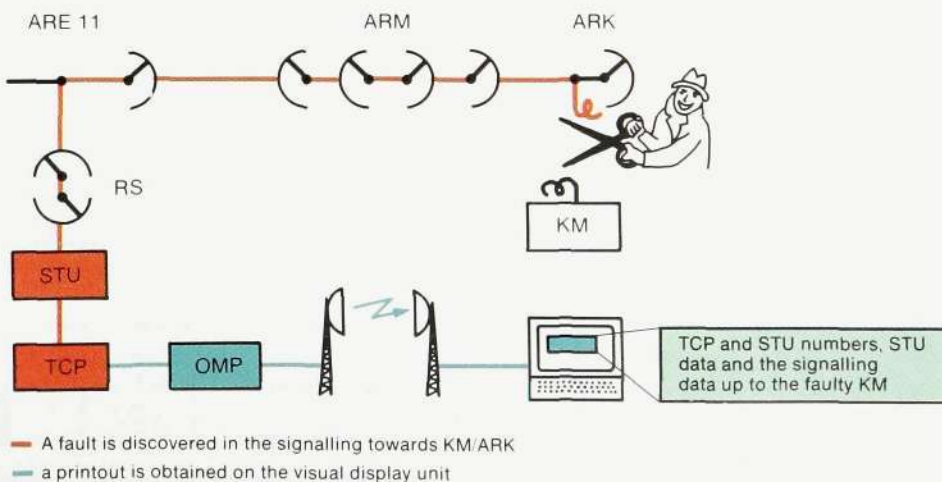 ARE 11
ARM
ARK
RS
KM
STU
TCP
OMP
TCP and STU numbers, STU
data and the signalling
data up to the faulty KM
A fault is discovered in the signalling towards KM/ARK
a printout is obtained on the visual display unit